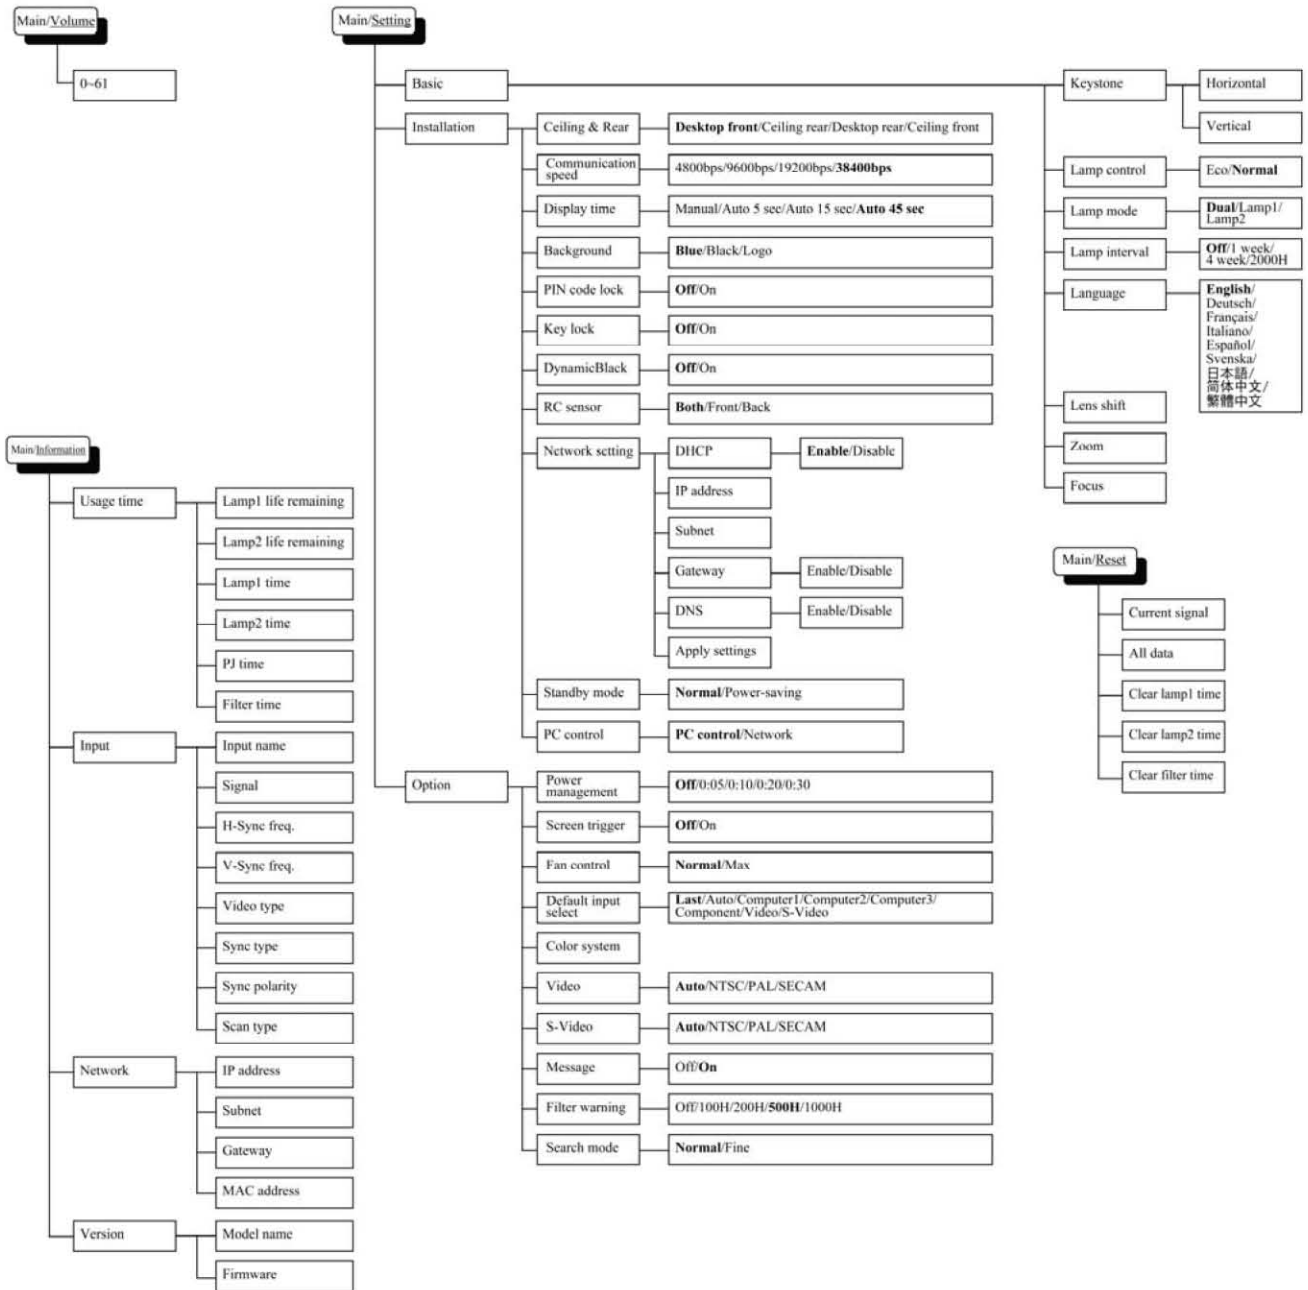 Main/Volume
0~61
Main/Setting
Basic
Keystone
Horizontal
Vertical
Lamp control
Eco/Normal
Lamp mode
Dual/Lamp1/
Lamp2
Lamp interval
Off/1 week/
4 week/2000H
Language
English/
Deutsch/
Français/
Italiano/
Español/
Svenska/
日本語/
简体中文/
繁體中文
Lens shift
Zoom
Focus
Installation
Ceiling & Rear
Desktop front/Ceiling rear/Desktop rear/Ceiling front
Communication
speed
4800bps/9600bps/19200bps/38400bps
Display time
Manual/Auto 5 sec/Auto 15 sec/Auto 45 sec
Background
Blue/Black/Logo
PIN code lock
Off/On
Key lock
Off/On
DynamicBlack
Off/On
RC sensor
Both/Front/Back
Network setting
DHCP
Enable/Disable
IP address
Subnet
Gateway
Enable/Disable
DNS
Enable/Disable
Apply settings
Standby mode
Normal/Power-saving
PC control
PC control/Network
Option
Power
management
Off/0:05/0:10/0:20/0:30
Screen trigger
Off/On
Fan control
Normal/Max
Default input
select
Last/Auto/Computer1/Computer2/Computer3/
Component/Video/S-Video
Color system
Video
Auto/NTSC/PAL/SECAM
S-Video
Auto/NTSC/PAL/SECAM
Message
Off/On
Filter warning
Off/100H/200H/500H/1000H
Search mode
Normal/Fine
Main/Information
Usage time
Lamp1 life remaining
Lamp2 life remaining
Lamp1 time
Lamp2 time
PJ time
Filter time
Input
Input name
Signal
H-Sync freq.
V-Sync freq.
Video type
Sync type
Sync polarity
Scan type
Network
IP address
Subnet
Gateway
MAC address
Version
Model name
Firmware
Main/Reset
Current signal
All data
Clear lamp1 time
Clear lamp2 time
Clear filter time